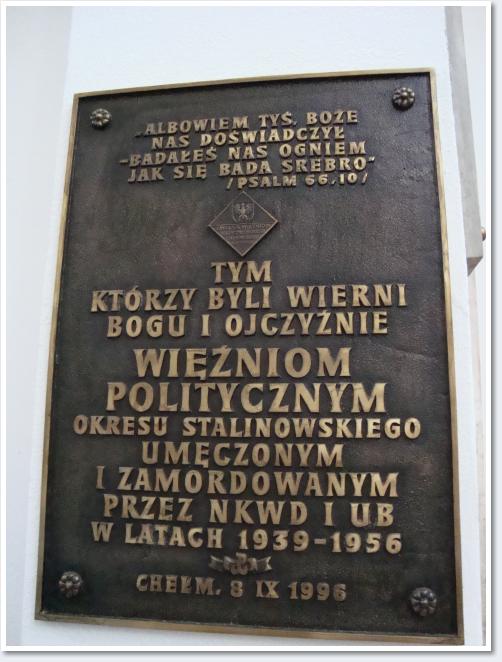 „ALBOWIEM TYŚ, BOŻE
NAS DOŚWIADCZYŁ
-BADAŁEŚ NAS OGNIEM
JAK SIĘ BADA SREBRO"
/PSALM 66,10/
TYM
KTÓRZY BYLI WIERNI
BOGU I OJCZYŹNIE
WIĘŹNIOM
POLITYCZNYM
OKRESU STALINOWSKIEGO
UMĘCZONYM
I ZAMORDOWANYM
PRZEZ NKWD I UB
W LATACH 1939-1956
CHEŁM. 8 IX 1996